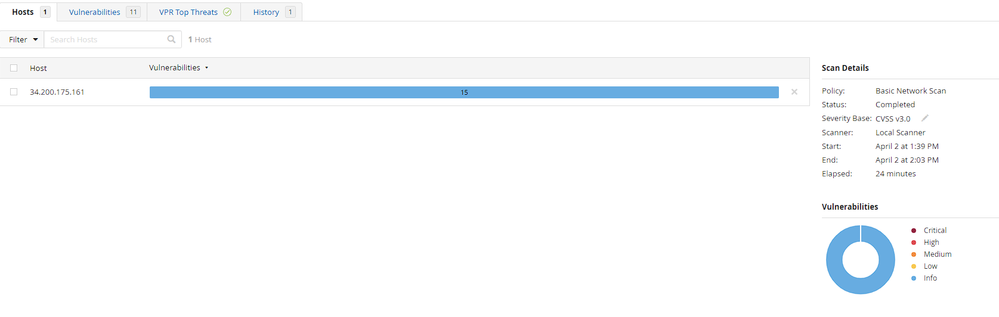 Hosts 1 Vulnerabilities 11 VPR Top Threats History 1
Filter Search Hosts 1 Host
Host Vulnerabilities
34.200.175.161 15
Scan Details
Policy: Basic Network Scan
Status: Completed
Severity Base: CVSS v3.0
Scanner: Local Scanner
Start: April 2 at 1:39 PM
End: April 2 at 2:03 PM
Elapsed: 24 minutes
Vulnerabilities
Critical
High
Medium
Low
Info